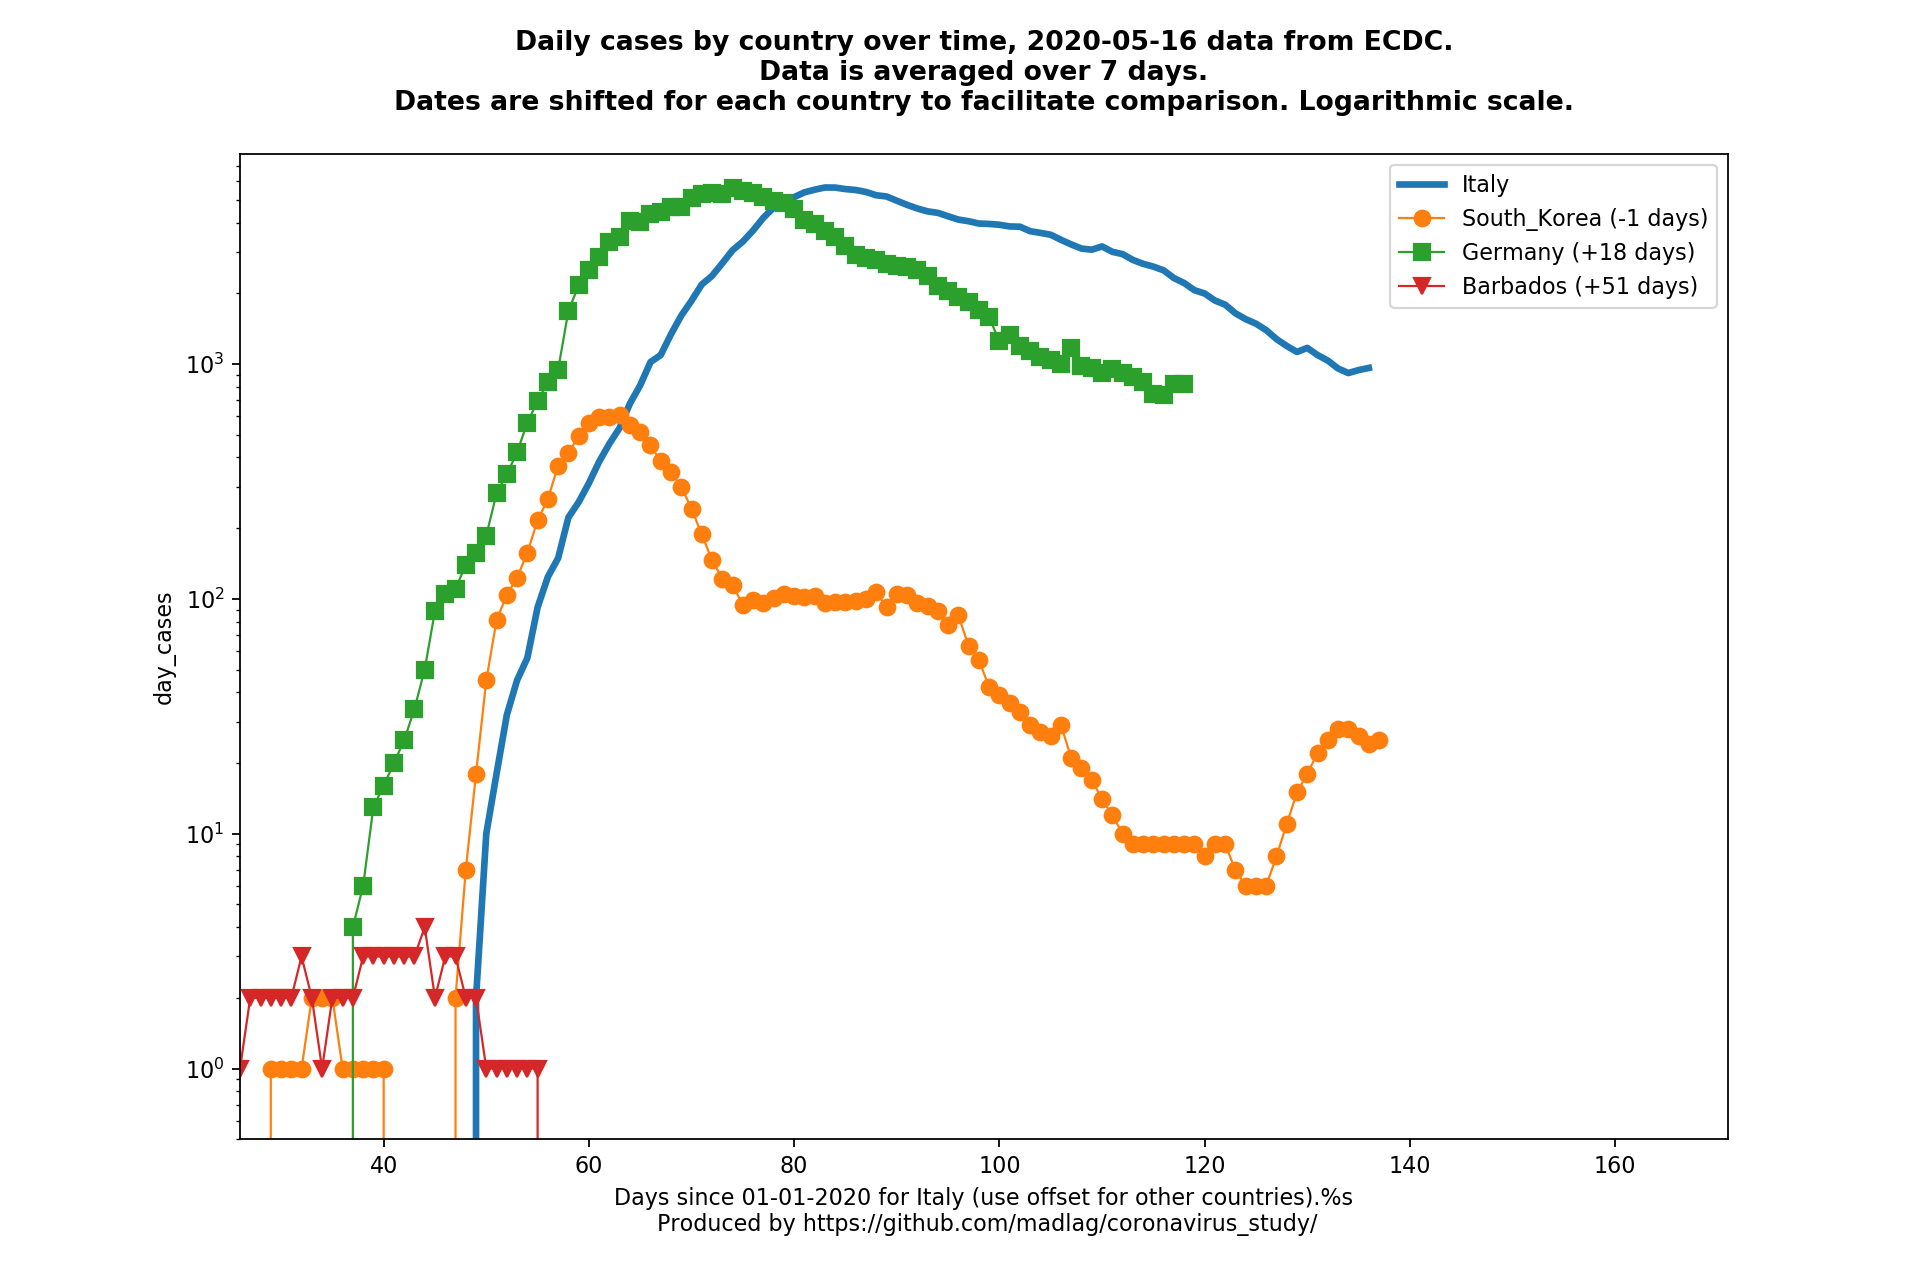 Daily cases by country over time, 2020-05-16 data from ECDC.
Data is averaged over 7 days.
Dates are shifted for each country to facilitate comparison. Logarithmic scale.
Italy
South_Korea (-1 days)
Germany (+18 days)
Barbados (+51 days)
day_cases
10³
10²
10¹
10⁰
40 60 80 100 120 140 160
Days since 01-01-2020 for Italy (use offset for other countries).%s
Produced by https://github.com/madlag/coronavirus_study/